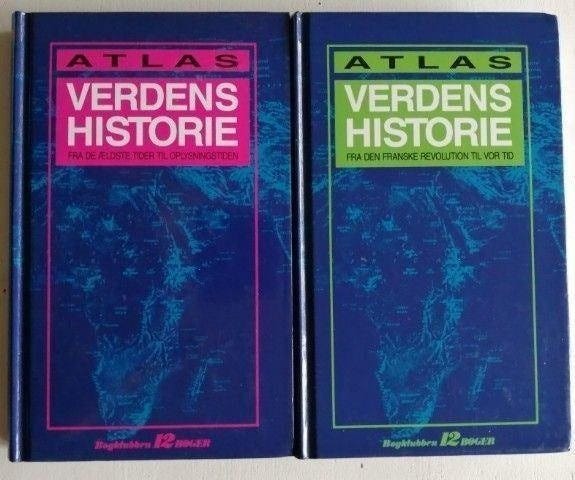 ATLAS
VERDENS
HISTORIE
FRA DE ÆLDSTE TIDER TIL OPLYSNINGSTIDEN
Bogklubben 12 BØGER
ATLAS
VERDENS
HISTORIE
FRA DEN FRANSKE REVOLUTION TIL VOR TID
Bogklubben 12 BØGER